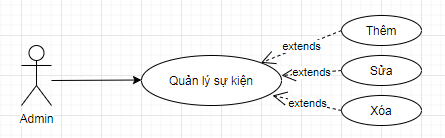 Thêm
extends
Admin
Quản lý sự kiện
extends
Sửa
extends
Xóa